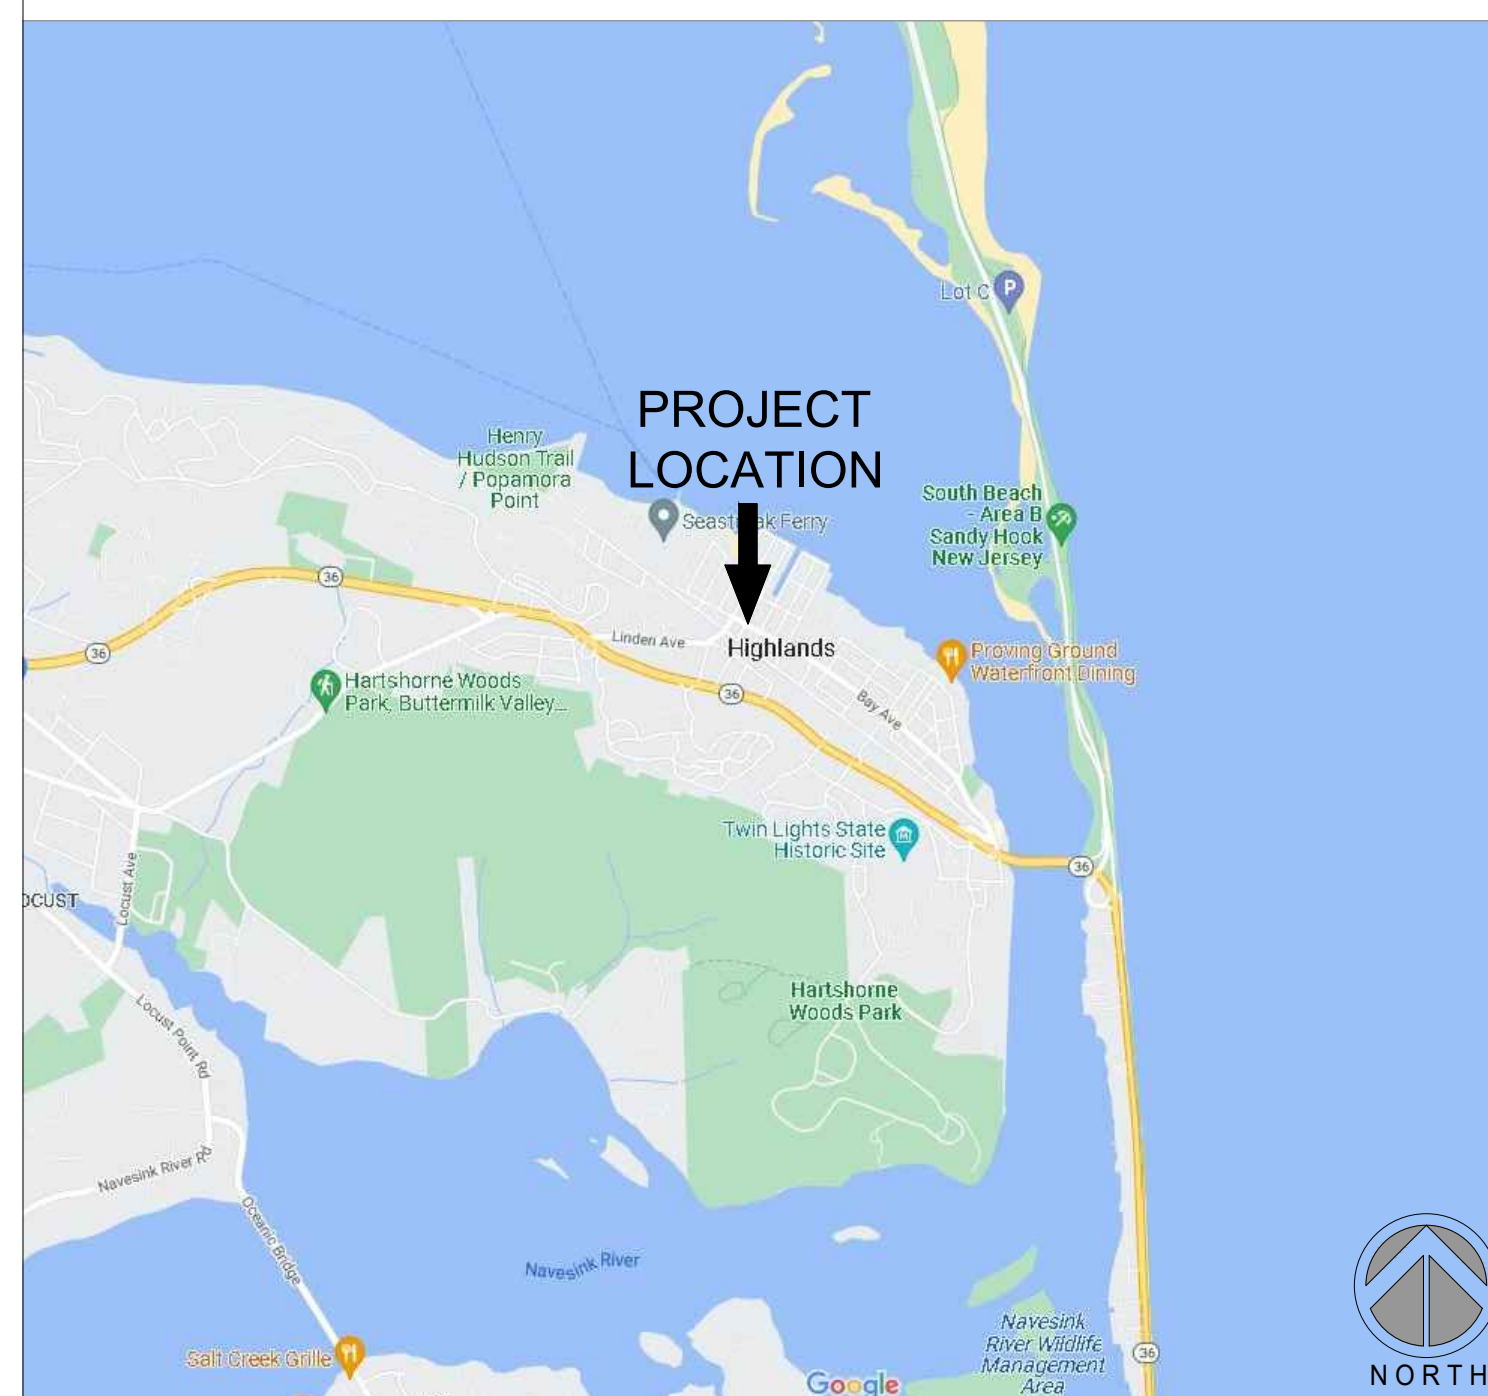 Lot C
P
PROJECT
LOCATION
Henry
Hudson Trail
/ Popamora
Point
South Beach
- Area B
Sandy Hook
New Jersey
36
Linden Ave
Highlands
36
Proving Ground
Waterfront Dining
Hartshorne Woods
Park, Buttermilk Valley...
36
Bay Ave
Twin Lights State
Historic Site
36
Locust Ave
Hartshorne
Woods Park
Locust Point Rd
Navesink River Rd
Oceanic Bridge
Navesink River
Navesink
River Wildlife
Management
Area
36
Salt Creek Grille
Google
NORTH